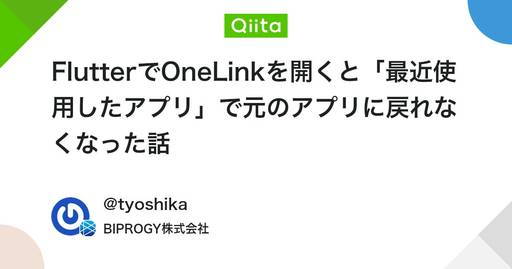 Qiita
FlutterでOneLinkを開くと「最近使
用したアプリ」で元のアプリに戻れな
くなった話
@tyoshika
BIPROGY株式会社